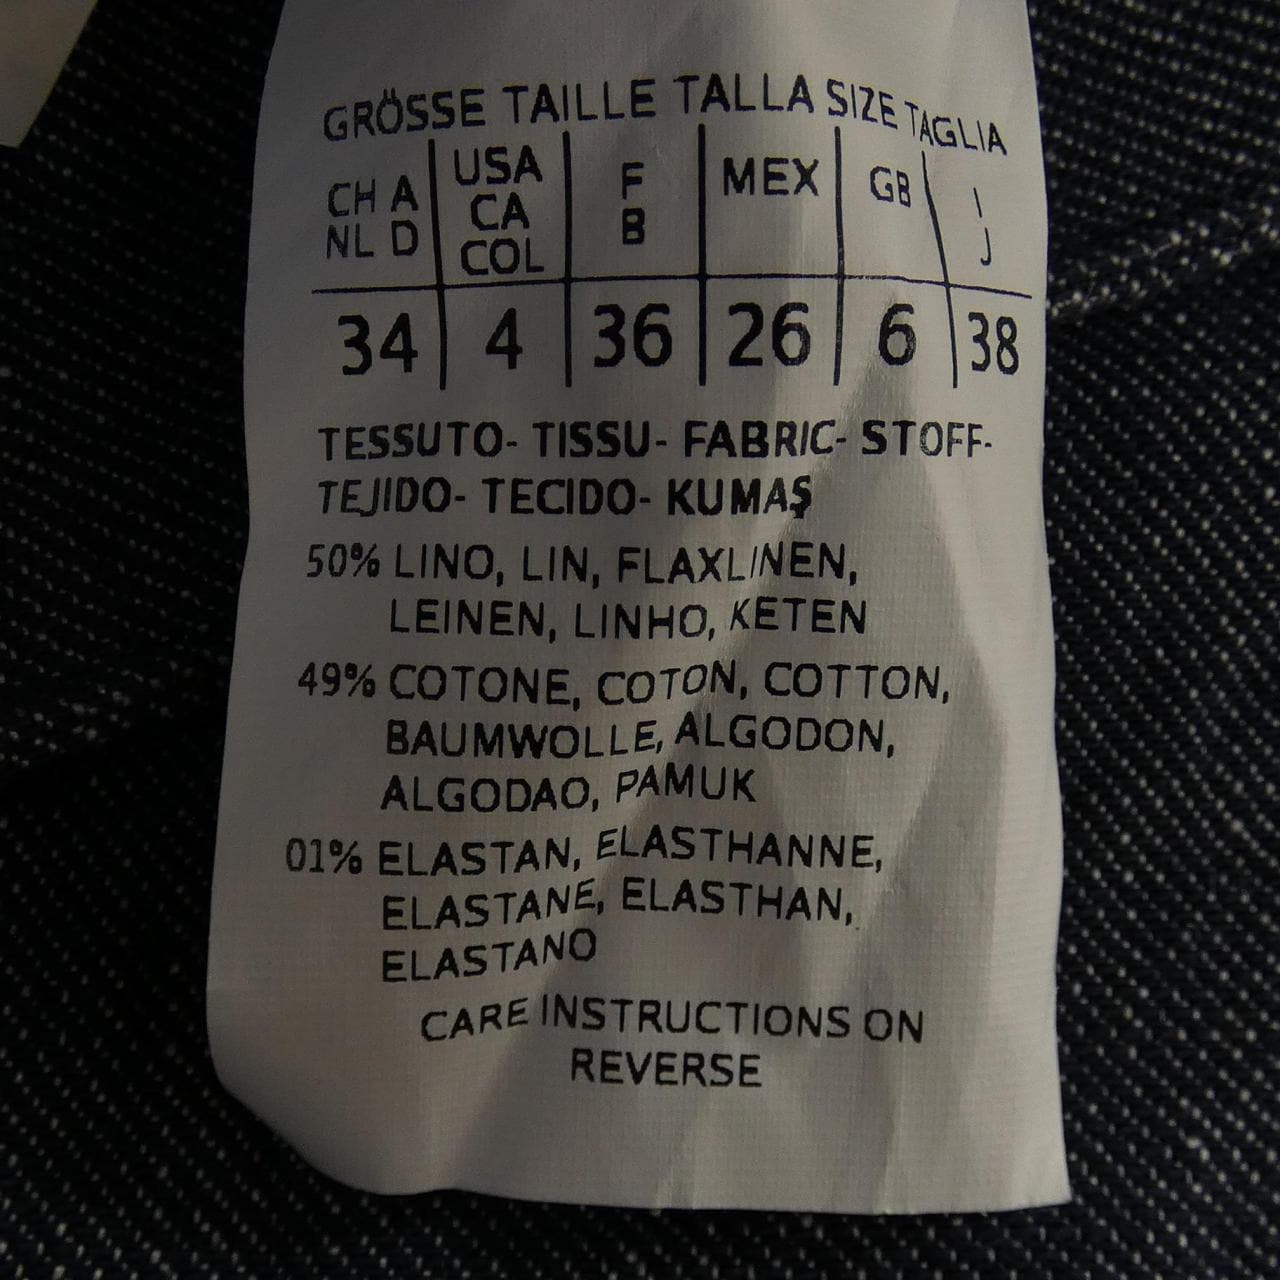 GRÖSSE TAILLE TALLA SIZE TAGLIA
CH A NL D | USA CA COL | F B | MEX | GB | I J
34 | 4 | 36 | 26 | 6 | 38
TESSUTO- TISSU- FABRIC- STOFF-
TEJIDO- TECIDO- KUMAŞ
50% LINO, LIN, FLAXLINEN,
LEINEN, LINHO, KETEN
49% COTONE, COTON, COTTON,
BAUMWOLLE, ALGODON,
ALGODAO, PAMUK
01% ELASTAN, ELASTHANNE,
ELASTANE, ELASTHAN,
ELASTANO
CARE INSTRUCTIONS ON
REVERSE